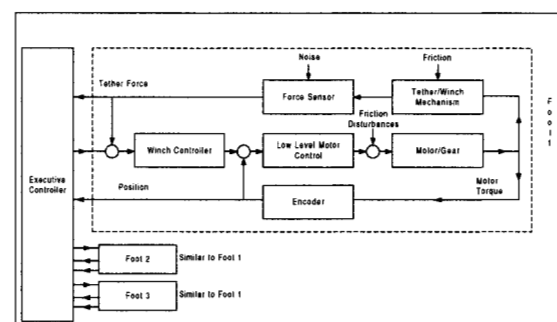 Noise
Friction
Tether Force
Force Sensor
Tether/Winch
Mechanism
Friction
Disturbances
Foot 1
Winch Controller
Low Level Motor
Control
Motor/Gear
Executive
Controller
Position
Encoder
Motor
Torque
Foot 2
Similar to Foot 1
Foot 3
Similar to Foot 1